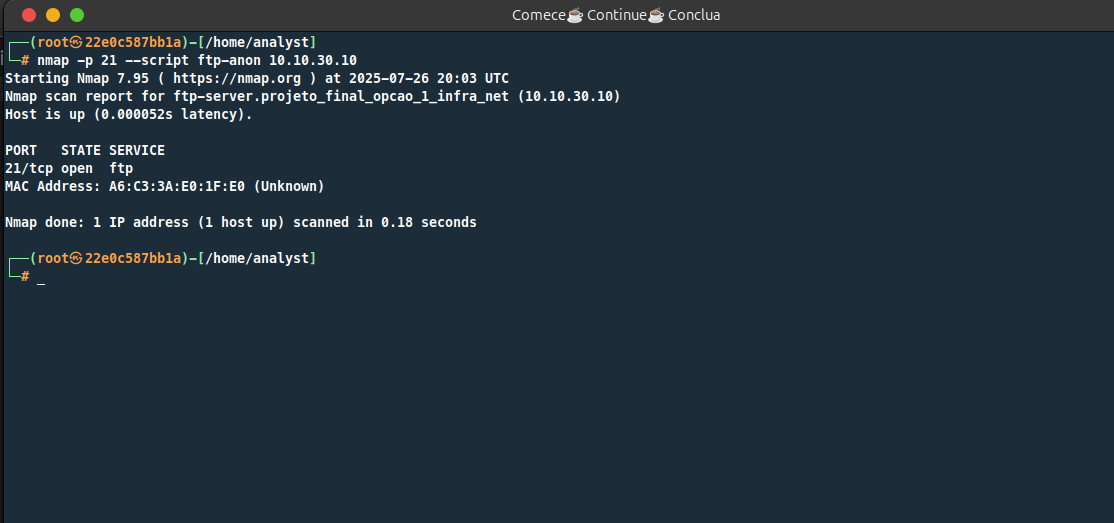 Comece☕ Continue☕ Conclua
┌──(root㉿22e0c587bb1a)-[/home/analyst]
└─# nmap -p 21 --script ftp-anon 10.10.30.10
Starting Nmap 7.95 ( https://nmap.org ) at 2025-07-26 20:03 UTC
Nmap scan report for ftp-server.projeto_final_opcao_1_infra_net (10.10.30.10)
Host is up (0.000052s latency).
PORT   STATE SERVICE
21/tcp open  ftp
MAC Address: A6:C3:3A:E0:1F:E0 (Unknown)
Nmap done: 1 IP address (1 host up) scanned in 0.18 seconds
┌──(root㉿22e0c587bb1a)-[/home/analyst]
└─# _